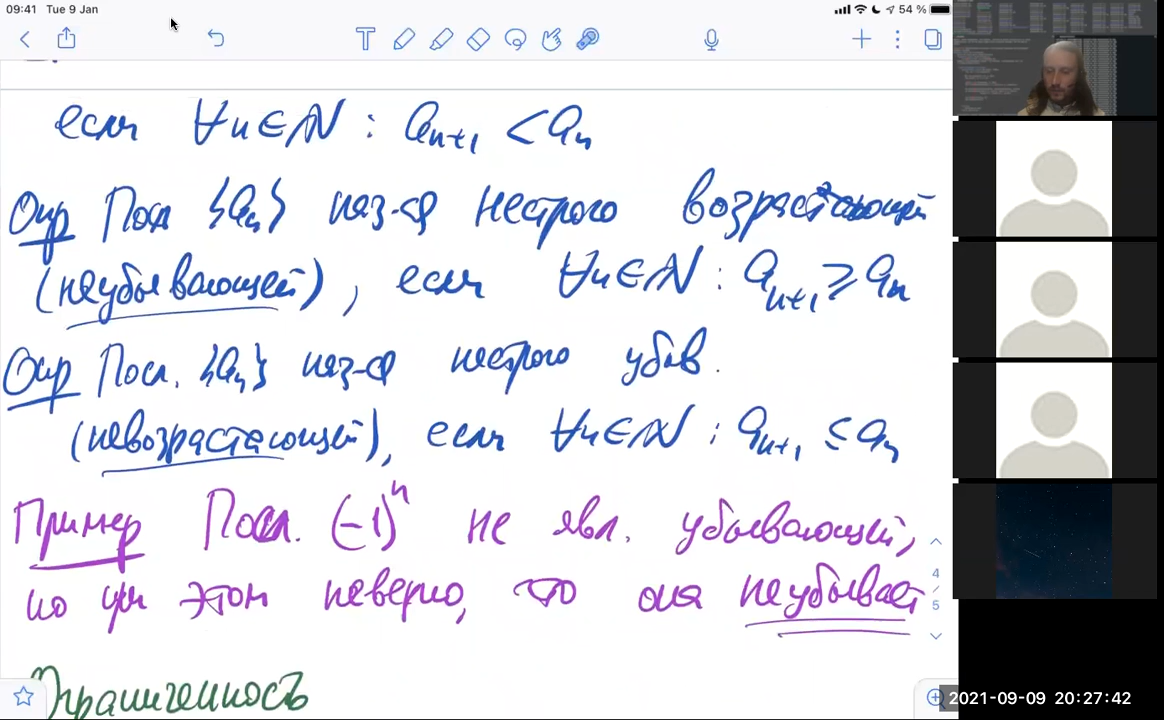 09:41 Tue 9 Jan
54 %
если ∀n∈ℕ : aₙ₊₁ < aₙ
Опр Посл {aₙ} наз-ся нестрого возрастающей
(неубывающей), если ∀n∈ℕ : aₙ₊₁ ⩾ aₙ
Опр Посл. {aₙ} наз-ся нестрого убыв.
(невозрастающей), если ∀n∈ℕ : aₙ₊₁ ≤ aₙ
Пример Посл. (-1)ⁿ не явл. убывающей,
но при этом неверно, что она неубывает
4
/
5
Ограниченность
2021-09-09 20:27:42